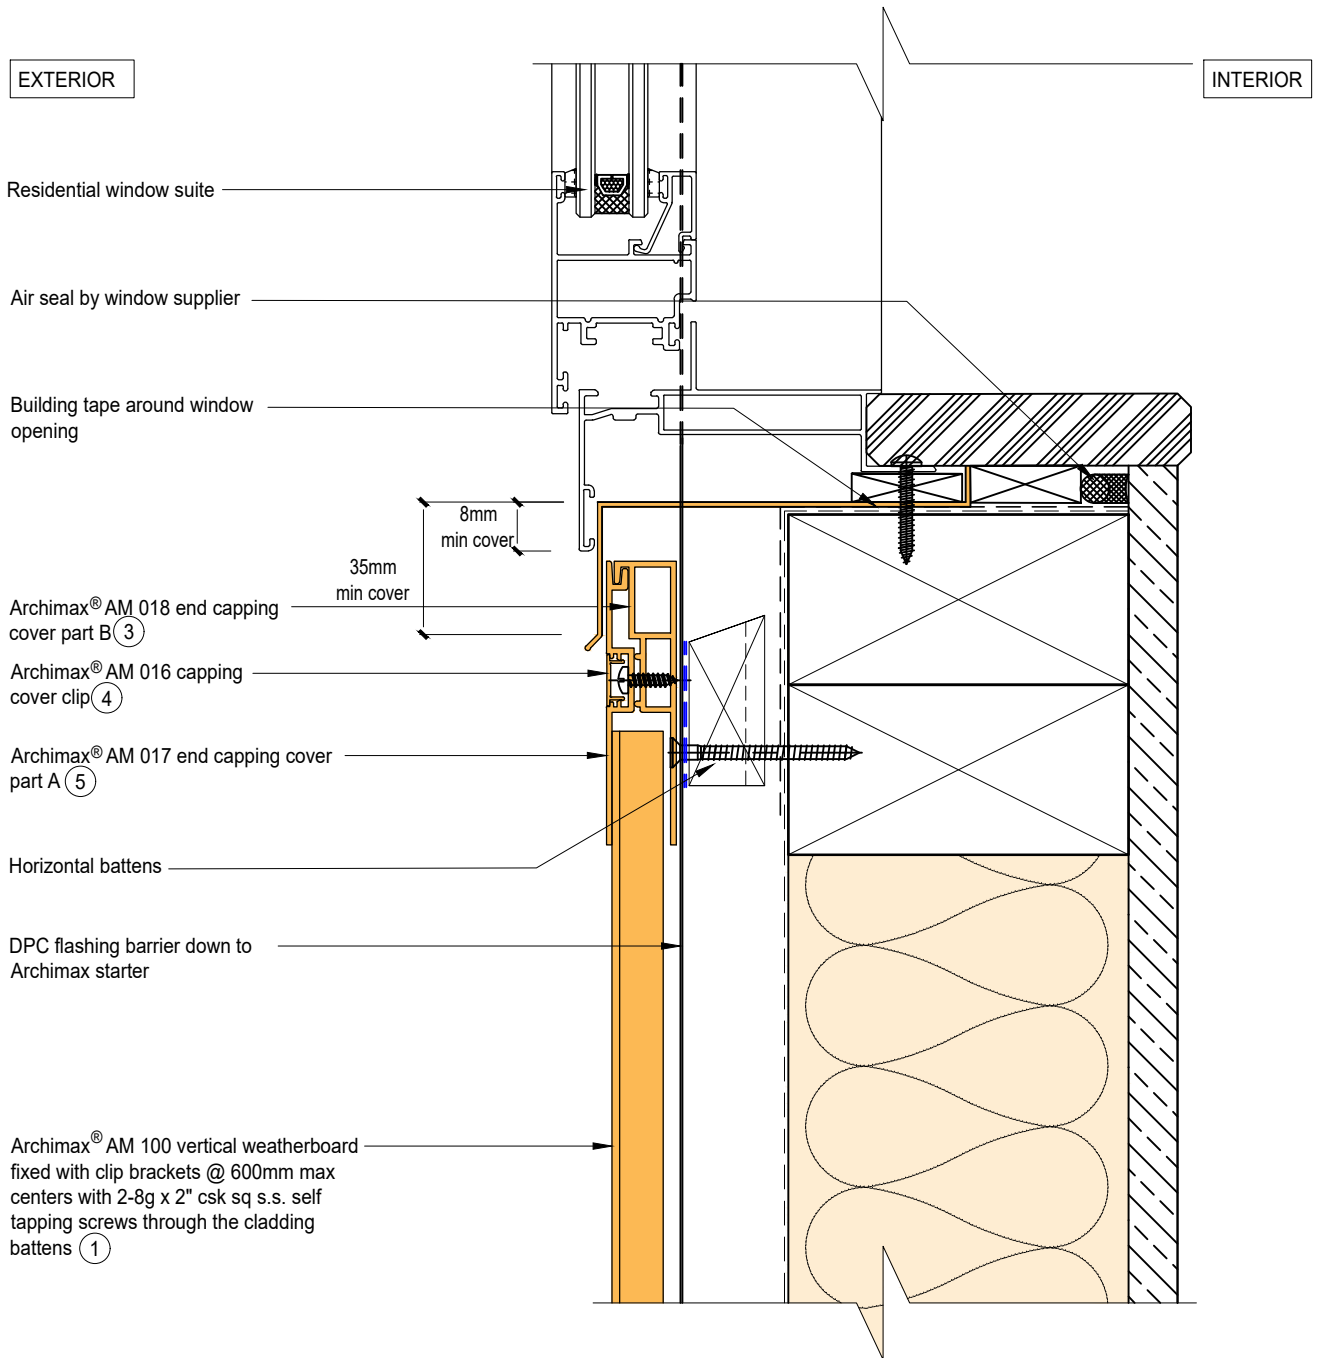 EXTERIOR
INTERIOR
Residential window suite
Air seal by window supplier
Building tape around window
opening
8mm
min cover
35mm
min cover
Archimax® AM 018 end capping
cover part B 3
Archimax® AM 016 capping
cover clip 4
Archimax® AM 017 end capping cover
part A 5
Horizontal battens
DPC flashing barrier down to
Archimax starter
Archimax® AM 100 vertical weatherboard
fixed with clip brackets @ 600mm max
centers with 2-8g x 2" csk sq s.s. self
tapping screws through the cladding
battens 1